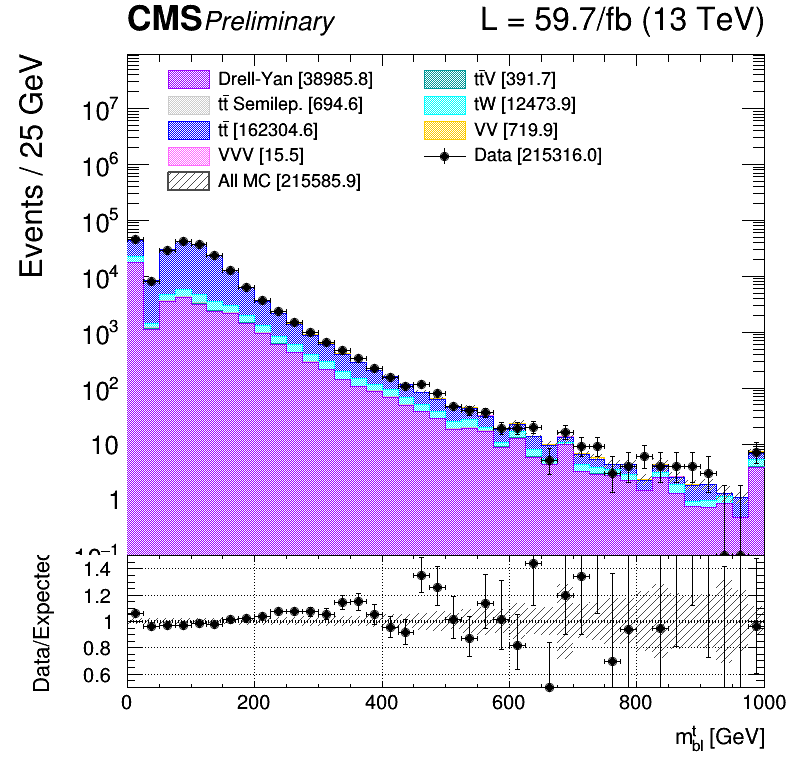 CMS Preliminary L = 59.7/fb (13 TeV)
Events / 25 GeV
Drell-Yan [38985.8]
tt̄ Semilep. [694.6]
tt̄ [162304.6]
VVV [15.5]
All MC [215585.9]
tt̄V [391.7]
tW [12473.9]
VV [719.9]
Data [215316.0]
10⁷
10⁶
10⁵
10⁴
10³
10²
10
1
10⁻¹
Data/Expected
1.4
1.2
1
0.8
0.6
0 200 400 600 800 1000
m^t_bl [GeV]